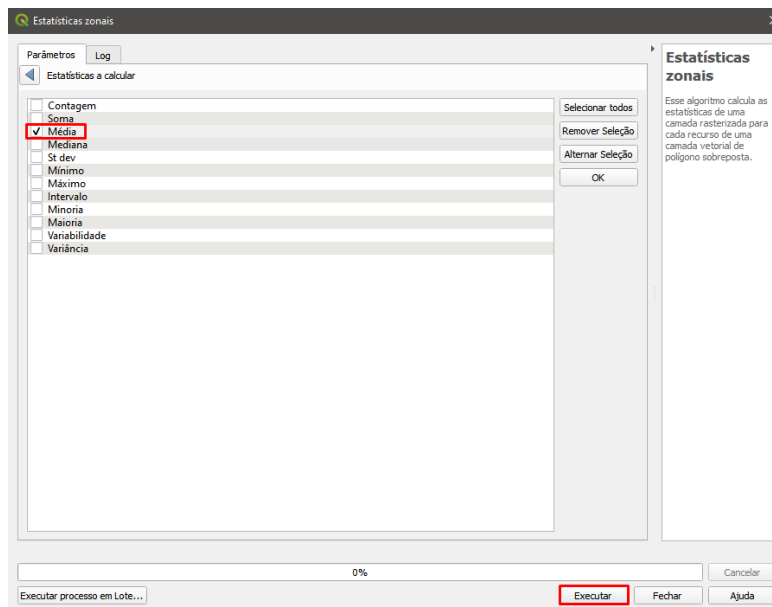 Estatísticas zonais
Parâmetros
Log
Estatísticas a calcular
Contagem
Soma
Média
Mediana
St dev
Mínimo
Máximo
Intervalo
Minoria
Maioria
Variabilidade
Variância
Selecionar todos
Remover Seleção
Alternar Seleção
OK
Estatísticas
zonais
Esse algoritmo calcula as
estatísticas de uma
camada rasterizada para
cada recurso de uma
camada vetorial de
polígono sobreposta.
0%
Cancelar
Executar processo em Lote...
Executar
Fechar
Ajuda